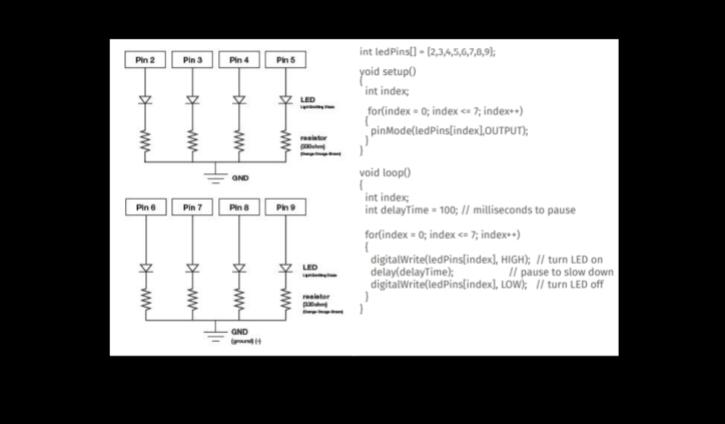 Pin 2 Pin 3 Pin 4 Pin 5
LED
Light Emitting Diode
resistor
(330ohm)
(Orange-Orange-Brown)
GND
Pin 6 Pin 7 Pin 8 Pin 9
LED
Light Emitting Diode
resistor
(330ohm)
(Orange-Orange-Brown)
GND
(ground) (-)
int ledPins[] = {2,3,4,5,6,7,8,9};
void setup()
{
int index;
for(index = 0; index <= 7; index++)
{
pinMode(ledPins[index],OUTPUT);
}
}
void loop()
{
int index;
int delayTime = 100; // milliseconds to pause
for(index = 0; index <= 7; index++)
{
digitalWrite(ledPins[index], HIGH); // turn LED on
delay(delayTime); // pause to slow down
digitalWrite(ledPins[index], LOW); // turn LED off
}
}